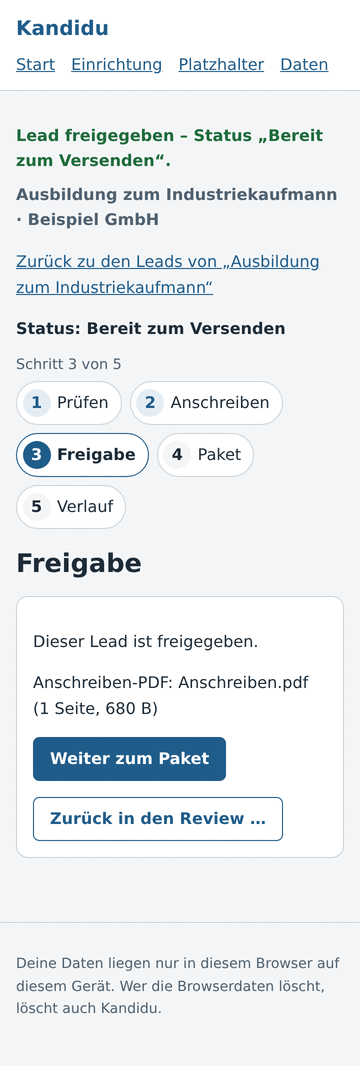 Kandidu
Start Einrichtung Platzhalter Daten
Lead freigegeben – Status „Bereit
zum Versenden“.
Ausbildung zum Industriekaufmann
· Beispiel GmbH
Zurück zu den Leads von „Ausbildung
zum Industriekaufmann“
Status: Bereit zum Versenden
Schritt 3 von 5
1 Prüfen 2 Anschreiben
3 Freigabe 4 Paket
5 Verlauf
Freigabe
Dieser Lead ist freigegeben.
Anschreiben-PDF: Anschreiben.pdf
(1 Seite, 680 B)
Weiter zum Paket
Zurück in den Review …
Deine Daten liegen nur in diesem Browser auf
diesem Gerät. Wer die Browserdaten löscht,
löscht auch Kandidu.